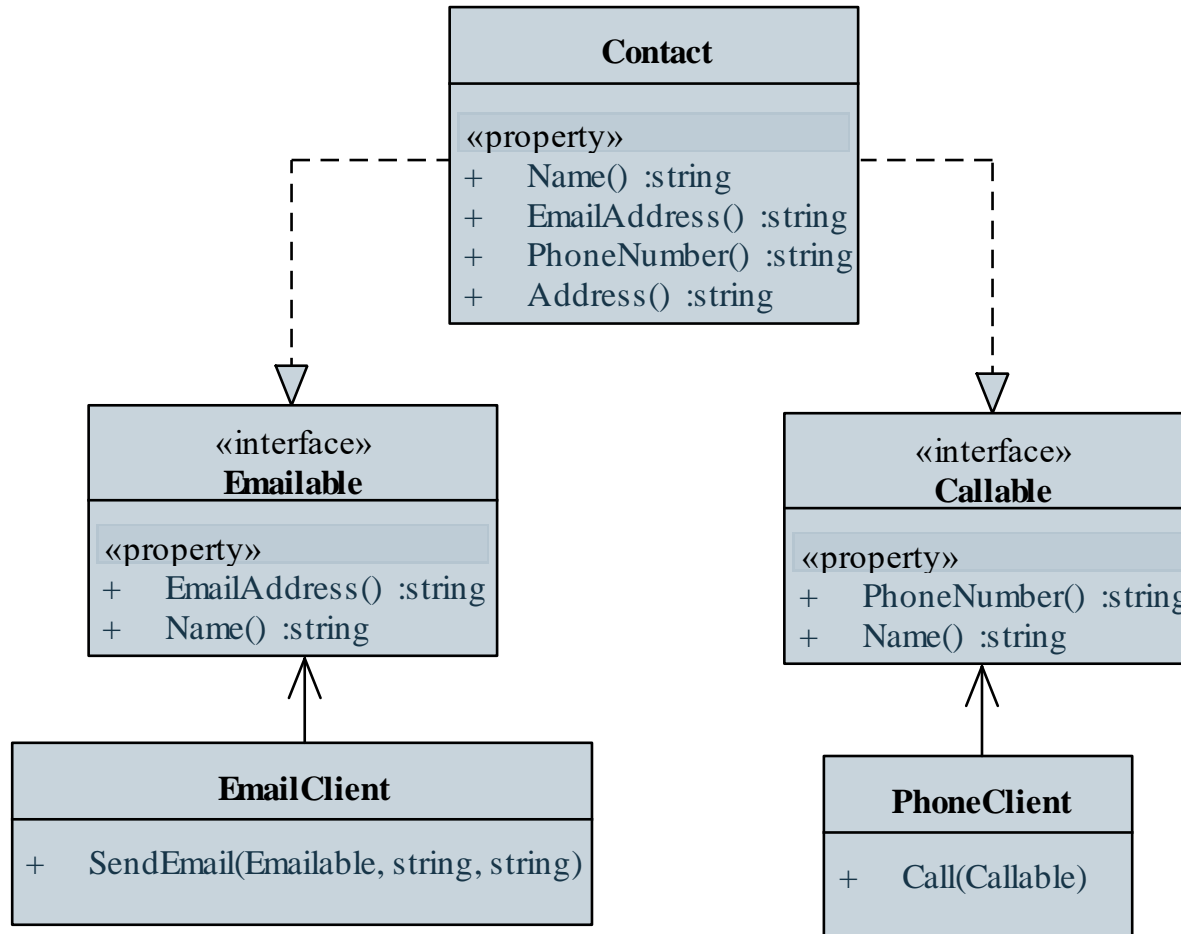 Contact
«property»
+ Name() :string
+ EmailAddress() :string
+ PhoneNumber() :string
+ Address() :string
«interface»
Emailable
«property»
+ EmailAddress() :string
+ Name() :string
«interface»
Callable
«property»
+ PhoneNumber() :string
+ Name() :string
EmailClient
+ SendEmail(Emailable, string, string)
PhoneClient
+ Call(Callable)